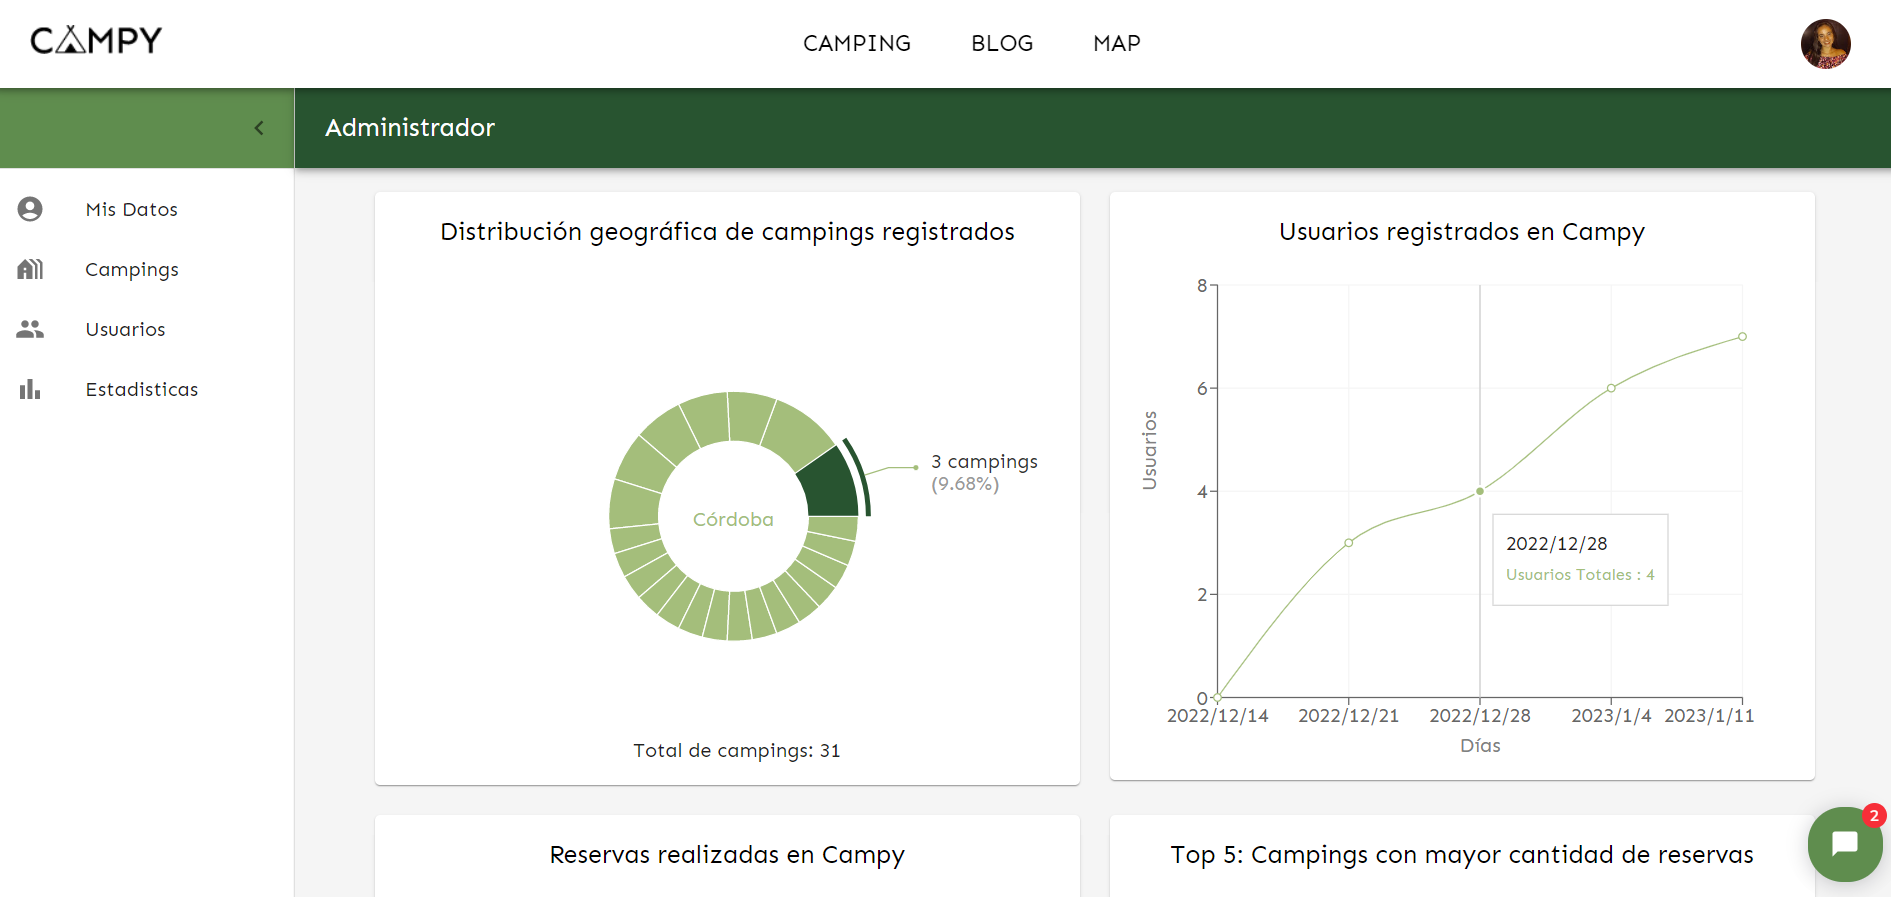 CAMPY
CAMPING BLOG MAP
Administrador
Mis Datos
Campings
Usuarios
Estadisticas
Distribución geográfica de campings registrados
3 campings
(9.68%)
Córdoba
Total de campings: 31
Usuarios registrados en Campy
8
6
4
2
0
Usuarios
2022/12/28
Usuarios Totales : 4
2022/12/14 2022/12/21 2022/12/28 2023/1/4 2023/1/11
Días
Reservas realizadas en Campy
Top 5: Campings con mayor cantidad de reservas
2